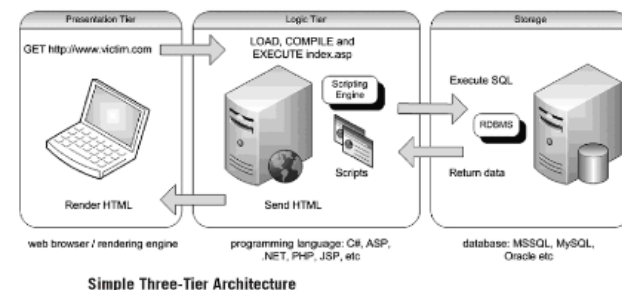 Presentation Tier
Logic Tier
Storage
GET http://www.victim.com
LOAD, COMPILE and
EXECUTE index.asp
Scripting
Engine
Execute SQL
RDBMS
Scripts
Return data
Render HTML
Send HTML
web browser / rendering engine
programming language: C#, ASP,
.NET, PHP, JSP, etc
database: MSSQL, MySQL,
Oracle etc
Simple Three-Tier Architecture